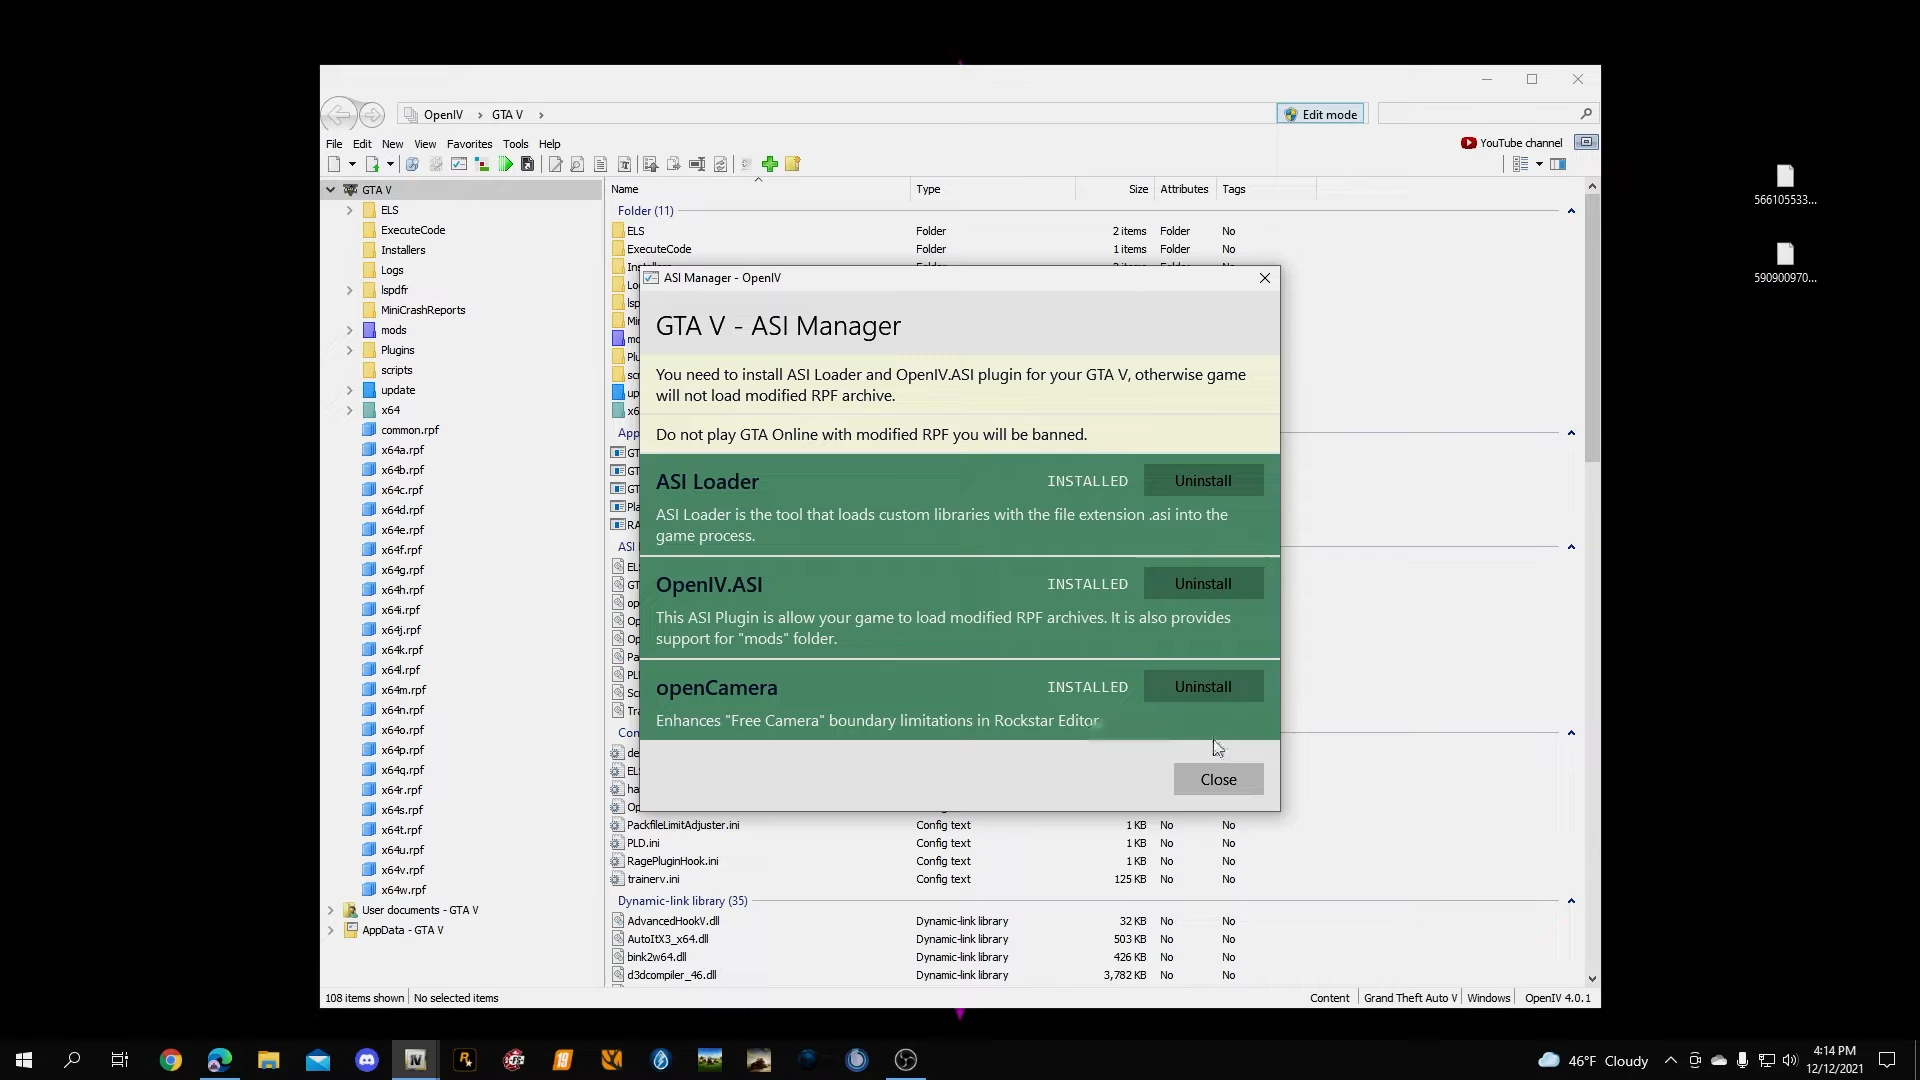 OpenIV
GTA V
Edit mode
File Edit New View Favorites Tools Help
YouTube channel
GTA V
ELS
ExecuteCode
Installers
Logs
lspdfr
MiniCrashReports
mods
Plugins
scripts
update
x64
common.rpf
x64a.rpf
x64b.rpf
x64c.rpf
x64d.rpf
x64e.rpf
x64f.rpf
x64g.rpf
x64h.rpf
x64i.rpf
x64j.rpf
x64k.rpf
x64l.rpf
x64m.rpf
x64n.rpf
x64o.rpf
x64p.rpf
x64q.rpf
x64r.rpf
x64s.rpf
x64t.rpf
x64u.rpf
x64v.rpf
x64w.rpf
User documents - GTA V
AppData - GTA V
Name Type Size Attributes Tags
Folder (11)
ELS Folder 2 items Folder No
ExecuteCode Folder 1 items Folder No
ASI Manager - OpenIV
GTA V - ASI Manager
You need to install ASI Loader and OpenIV.ASI plugin for your GTA V, otherwise game
will not load modified RPF archive.
Do not play GTA Online with modified RPF you will be banned.
ASI Loader INSTALLED Uninstall
ASI Loader is the tool that loads custom libraries with the file extension .asi into the
game process.
OpenIV.ASI INSTALLED Uninstall
This ASI Plugin is allow your game to load modified RPF archives. It is also provides
support for "mods" folder.
openCamera INSTALLED Uninstall
Enhances "Free Camera" boundary limitations in Rockstar Editor
Close
PackfileLimitAdjuster.ini Config text 1 KB No No
PLD.ini Config text 1 KB No No
RagePluginHook.ini Config text 1 KB No No
trainerv.ini Config text 125 KB No No
Dynamic-link library (35)
AdvancedHookV.dll Dynamic-link library 32 KB No No
AutoItX3_x64.dll Dynamic-link library 503 KB No No
bink2w64.dll Dynamic-link library 426 KB No No
d3dcompiler_46.dll Dynamic-link library 3,782 KB No No
108 items shown No selected items
Content Grand Theft Auto V Windows OpenIV 4.0.1
566105533...
590900970...
46°F Cloudy
4:14 PM
12/12/2021